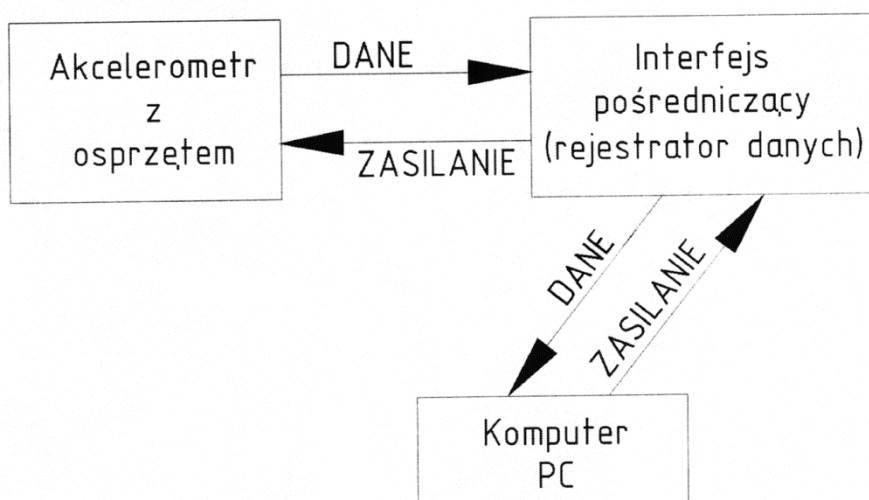 Akcelerometr
z
osprzętem
DANE
ZASILANIE
Interfejs
pośredniczący
(rejestrator danych)
DANE
ZASILANIE
Komputer
PC